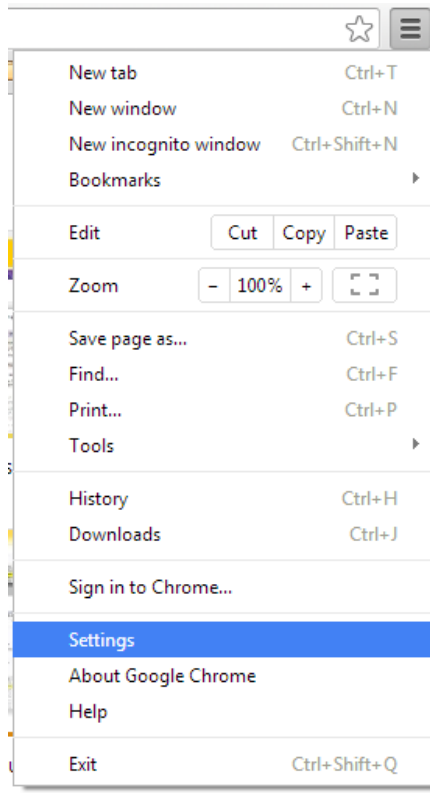 New tab Ctrl+T
New window Ctrl+N
New incognito window Ctrl+Shift+N
Bookmarks
Edit Cut Copy Paste
Zoom - 100% +
Save page as... Ctrl+S
Find... Ctrl+F
Print... Ctrl+P
Tools
History Ctrl+H
Downloads Ctrl+J
Sign in to Chrome...
Settings
About Google Chrome
Help
Exit Ctrl+Shift+Q